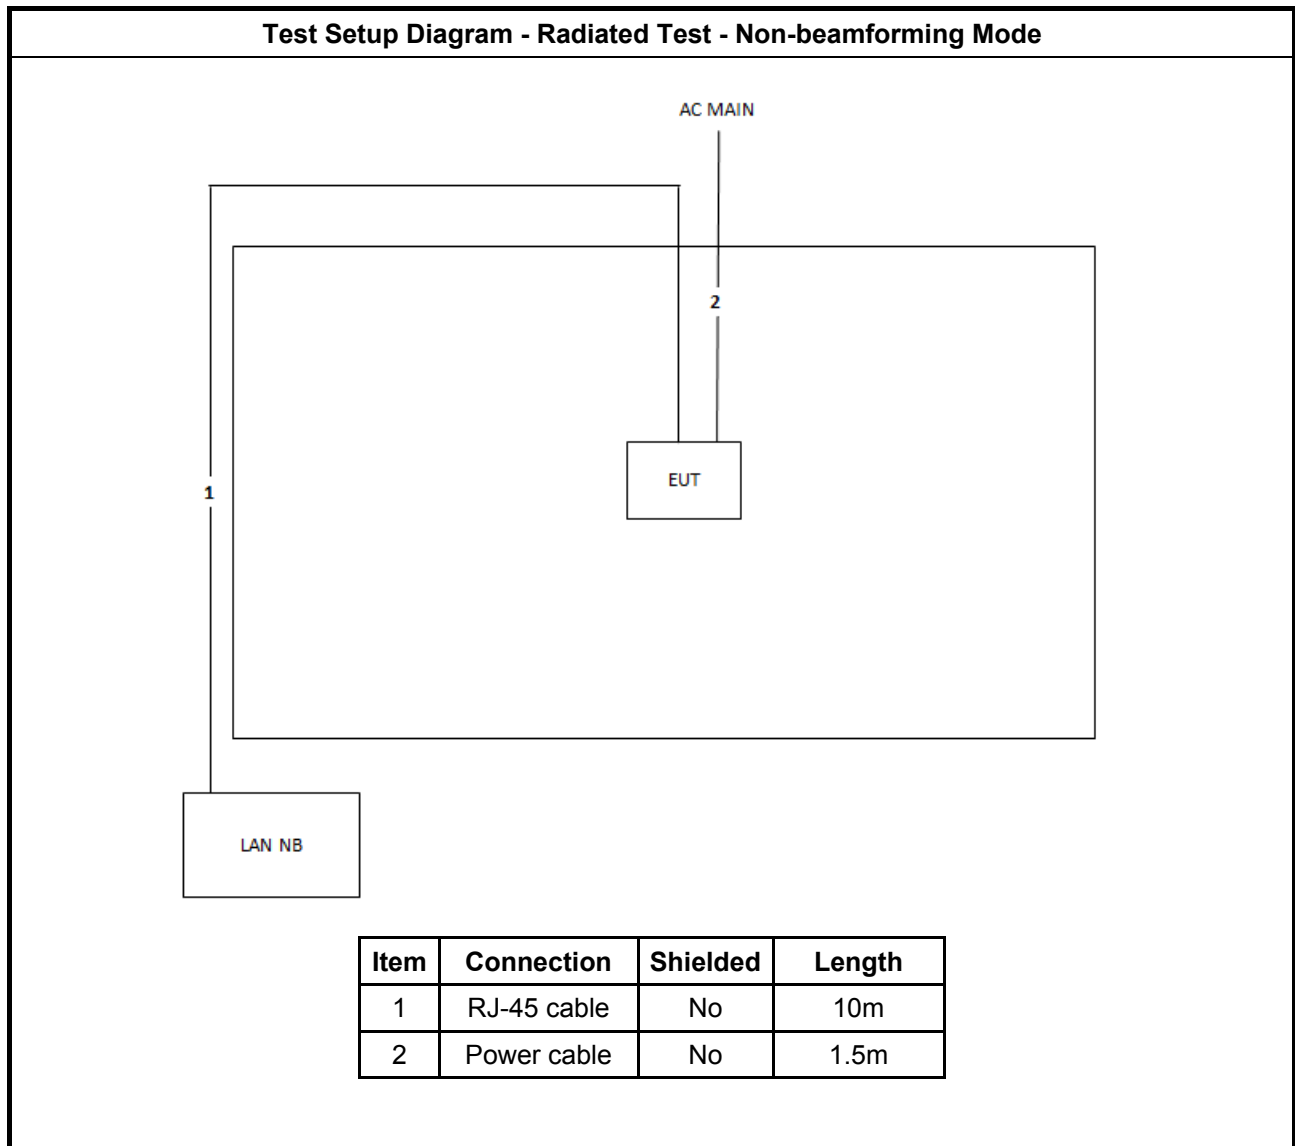 Test Setup Diagram - Radiated Test - Non-beamforming Mode
AC MAIN
2
EUT
1
LAN NB
Item Connection Shielded Length
1 RJ-45 cable No 10m
2 Power cable No 1.5m